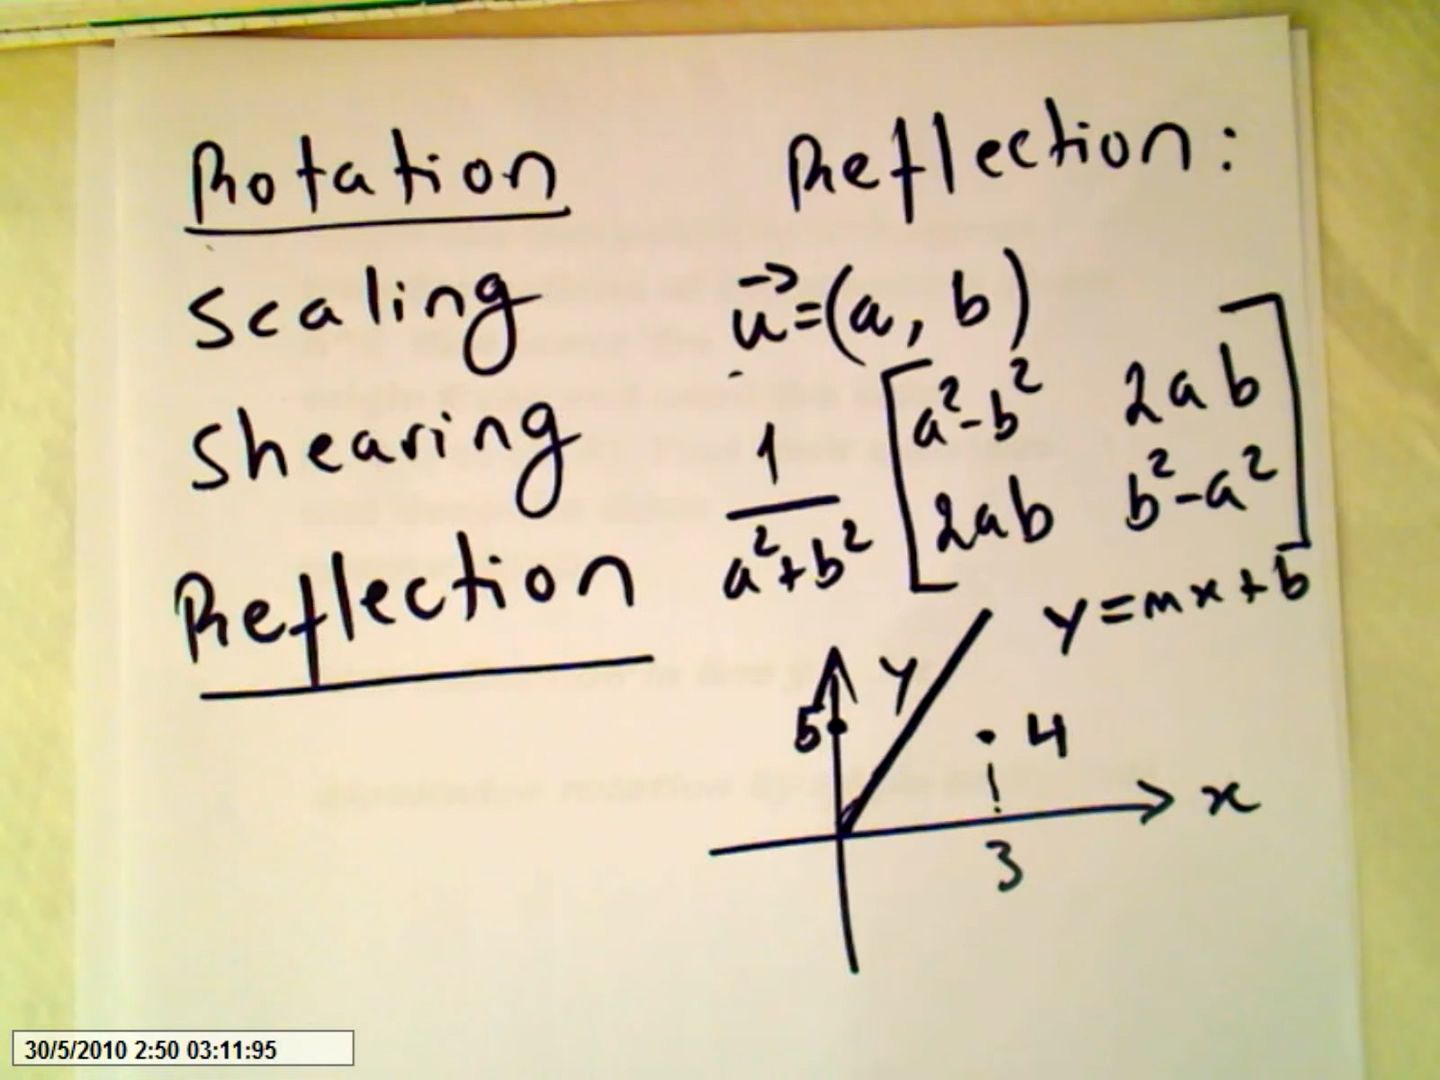 Rotation
Scaling
Shearing
Reflection
Reflection:
u⃗=(a, b)
1/(a²+b²) [a²-b² 2ab
2ab b²-a²]
y=mx+b
y
b
4
x
3
30/5/2010 2:50 03:11:95